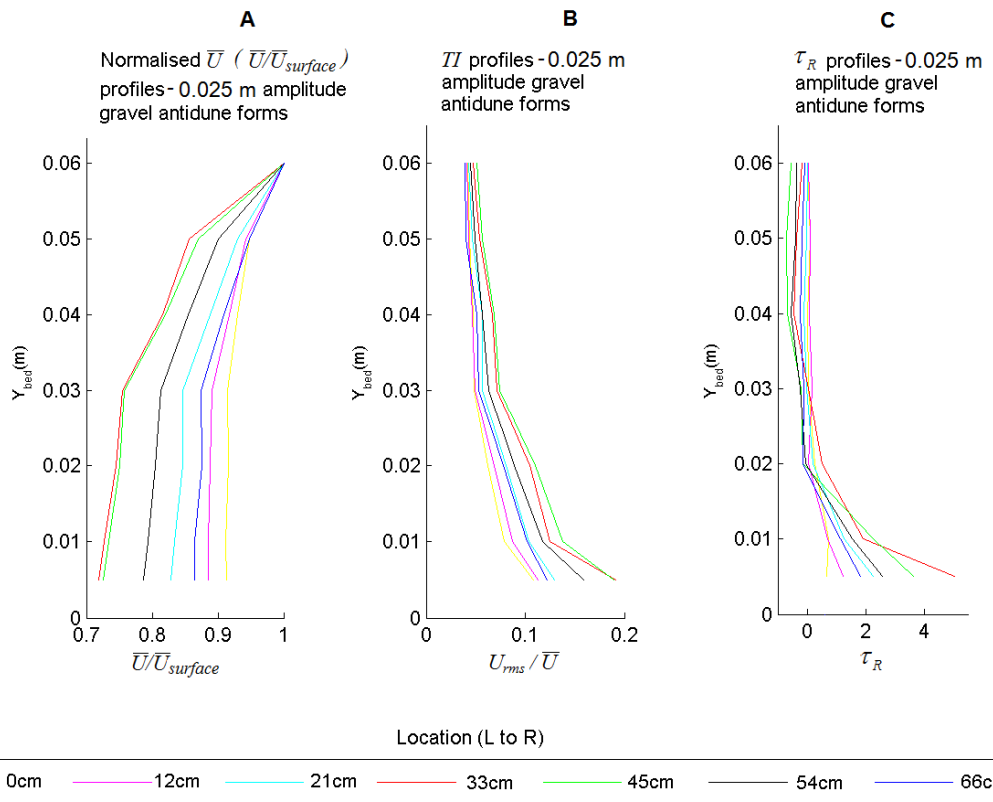 A
B
C
Normalised U̅ ( U̅/U̅surface)
profiles - 0.025 m amplitude
gravel antidune forms
TI profiles - 0.025 m
amplitude gravel
antidune forms
τR profiles - 0.025 m
amplitude gravel
antidune forms
0.06
0.05
0.04
0.03
0.02
0.01
0
Ybed(m)
0.7 0.8 0.9 1
U̅/U̅surface
0.06
0.05
0.04
0.03
0.02
0.01
0
Ybed(m)
0 0.1 0.2
Urms / U̅
0.06
0.05
0.04
0.03
0.02
0.01
0
Ybed(m)
0 2 4
τR
Location (L to R)
0cm 12cm 21cm 33cm 45cm 54cm 66c